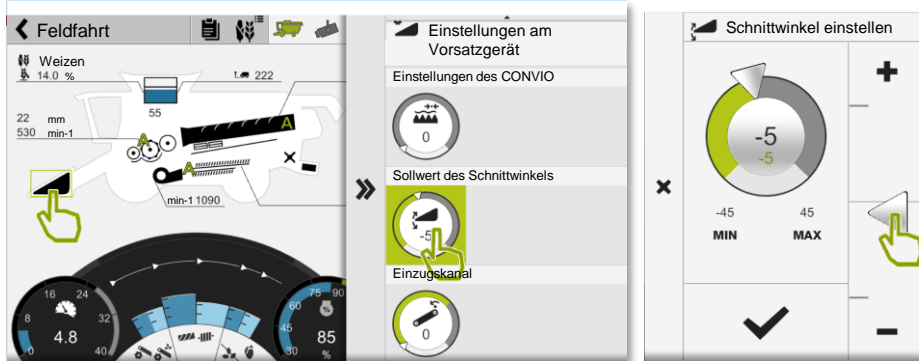 Feldfahrt
Weizen
14.0 %
222
55
22 mm
530 min-1
A
A
A
min-1 1090
8
16
24
32
40
4.8
30
45
60
75
90
%
85
Einstellungen am
Vorsatzgerät
Einstellungen des CONVIO
0
Sollwert des Schnittwinkels
-5
Einzugskanal
0
Schnittwinkel einstellen
-5
-5
-45
45
MIN
MAX